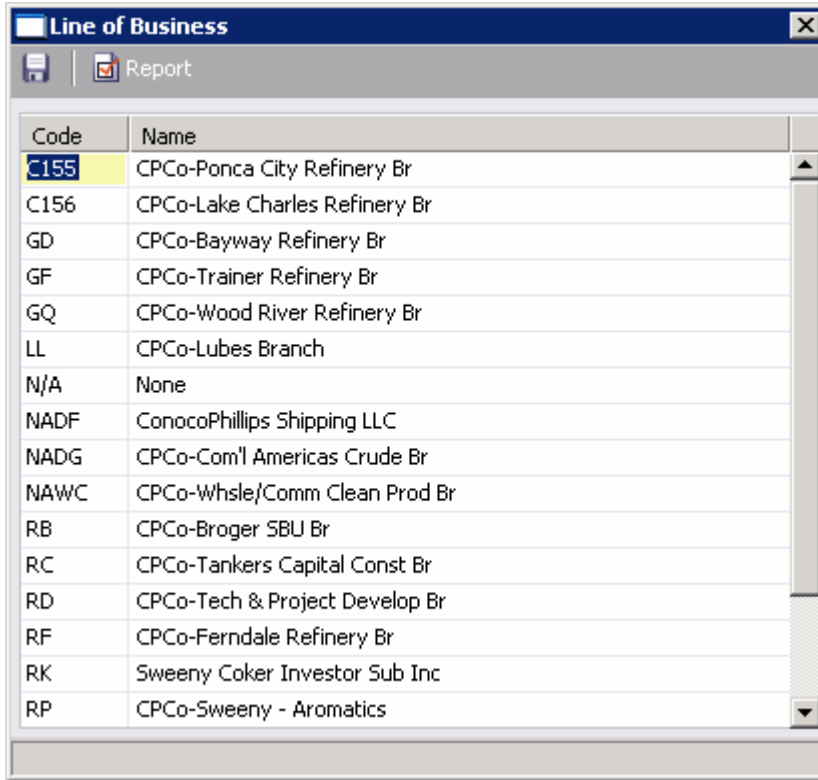 Line of Business
Report
Code Name
C155 CPCo-Ponca City Refinery Br
C156 CPCo-Lake Charles Refinery Br
GD CPCo-Bayway Refinery Br
GF CPCo-Trainer Refinery Br
GQ CPCo-Wood River Refinery Br
LL CPCo-Lubes Branch
N/A None
NADF ConocoPhillips Shipping LLC
NADG CPCo-Com'l Americas Crude Br
NAWC CPCo-Whsle/Comm Clean Prod Br
RB CPCo-Broger SBU Br
RC CPCo-Tankers Capital Const Br
RD CPCo-Tech & Project Develop Br
RF CPCo-Ferndale Refinery Br
RK Sweeny Coker Investor Sub Inc
RP CPCo-Sweeny - Aromatics